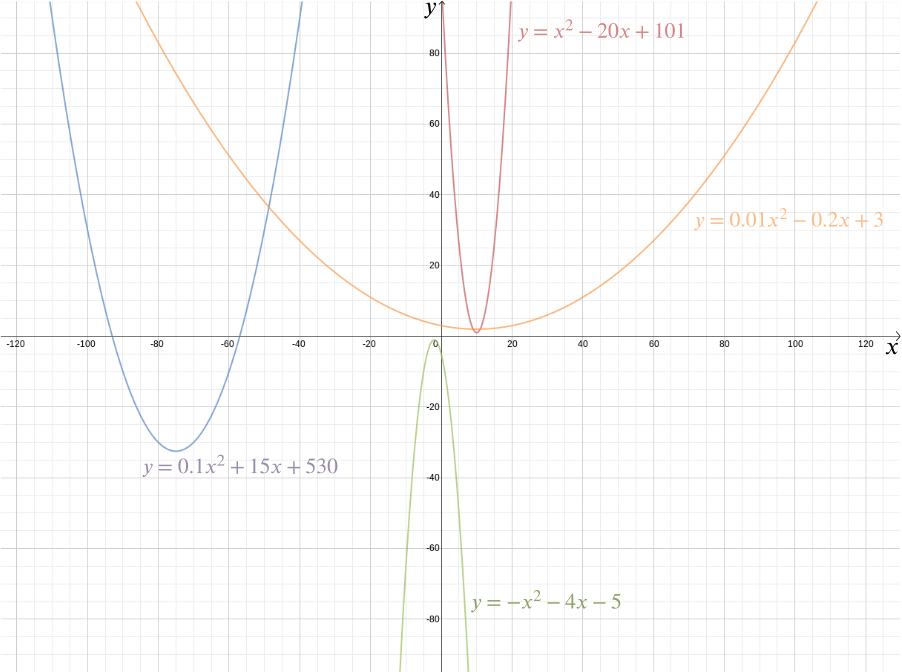 y
y = x² − 20x + 101
80
60
40
y = 0.01x² − 0.2x + 3
20
-120 -100 -80 -60 -40 -20 0 20 40 60 80 100 120 x
-20
y = 0.1x² + 15x + 530
-40
-60
y = −x² − 4x − 5
-80